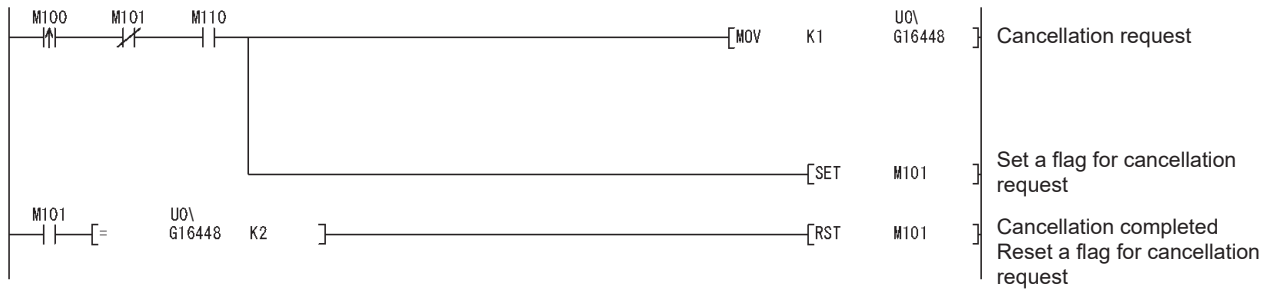 M100 M101 M110
[MOV K1 U0\ G16448 ] Cancellation request
[SET M101 ] Set a flag for cancellation
request
M101
[= U0\ G16448 K2 ] [RST M101 ] Cancellation completed
Reset a flag for cancellation
request